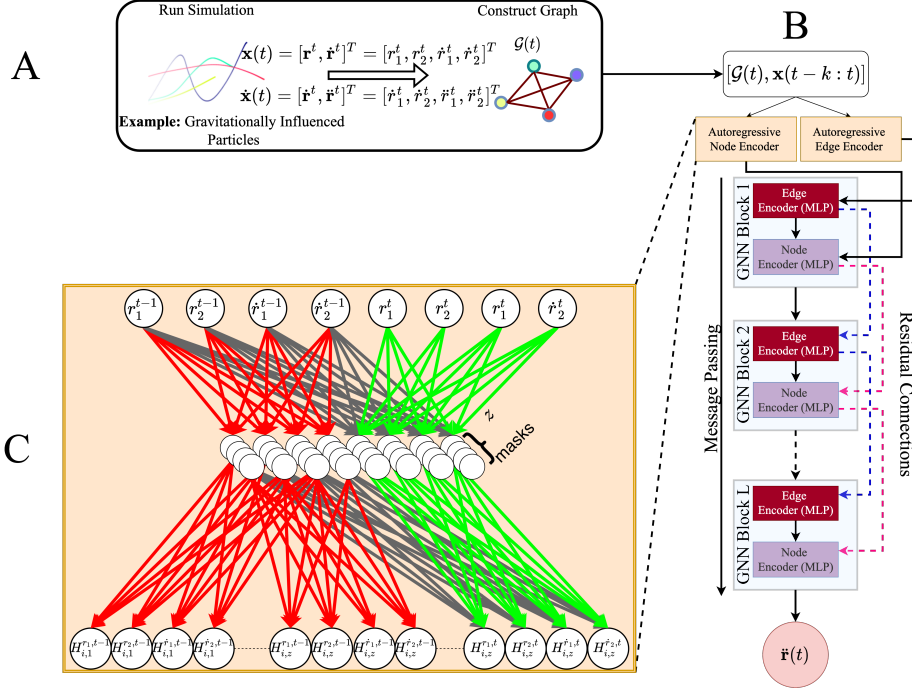 A
Run Simulation
Construct Graph
𝐱(t) = [𝐫^t, 𝐫̇^t]^T = [r_1^t, r_2^t, ṙ_1^t, ṙ_2^t]^T
𝒢(t)
𝐱̇(t) = [𝐫̇^t, 𝐫̈^t]^T = [ṙ_1^t, ṙ_2^t, r̈_1^t, r̈_2^t]^T
Example: Gravitationally Influenced
Particles
B
[𝒢(t), 𝐱(t − k : t)]
Autoregressive
Node Encoder
Autoregressive
Edge Encoder
Message Passing
Residual Connections
GNN Block 1
Edge
Encoder (MLP)
Node
Encoder (MLP)
GNN Block 2
Edge
Encoder (MLP)
Node
Encoder (MLP)
GNN Block L
Edge
Encoder (MLP)
Node
Encoder (MLP)
𝐫̈(t)
C
r_1^{t−1} r_2^{t−1} ṙ_1^{t−1} ṙ_2^{t−1} r_1^t r_2^t r_1^t ṙ_2^t
z
masks
H_{i,1}^{r_1,t−1} H_{i,1}^{r_2,t−1} H_{i,1}^{ṙ_1,t−1} H_{i,1}^{ṙ_2,t−1} H_{i,z}^{r_1,t−1} H_{i,z}^{r_2,t−1} H_{i,z}^{ṙ_1,t−1} H_{i,z}^{ṙ_2,t−1} H_{i,z}^{r_1,t} H_{i,z}^{r_2,t} H_{i,z}^{ṙ_1,t} H_{i,z}^{ṙ_2,t}